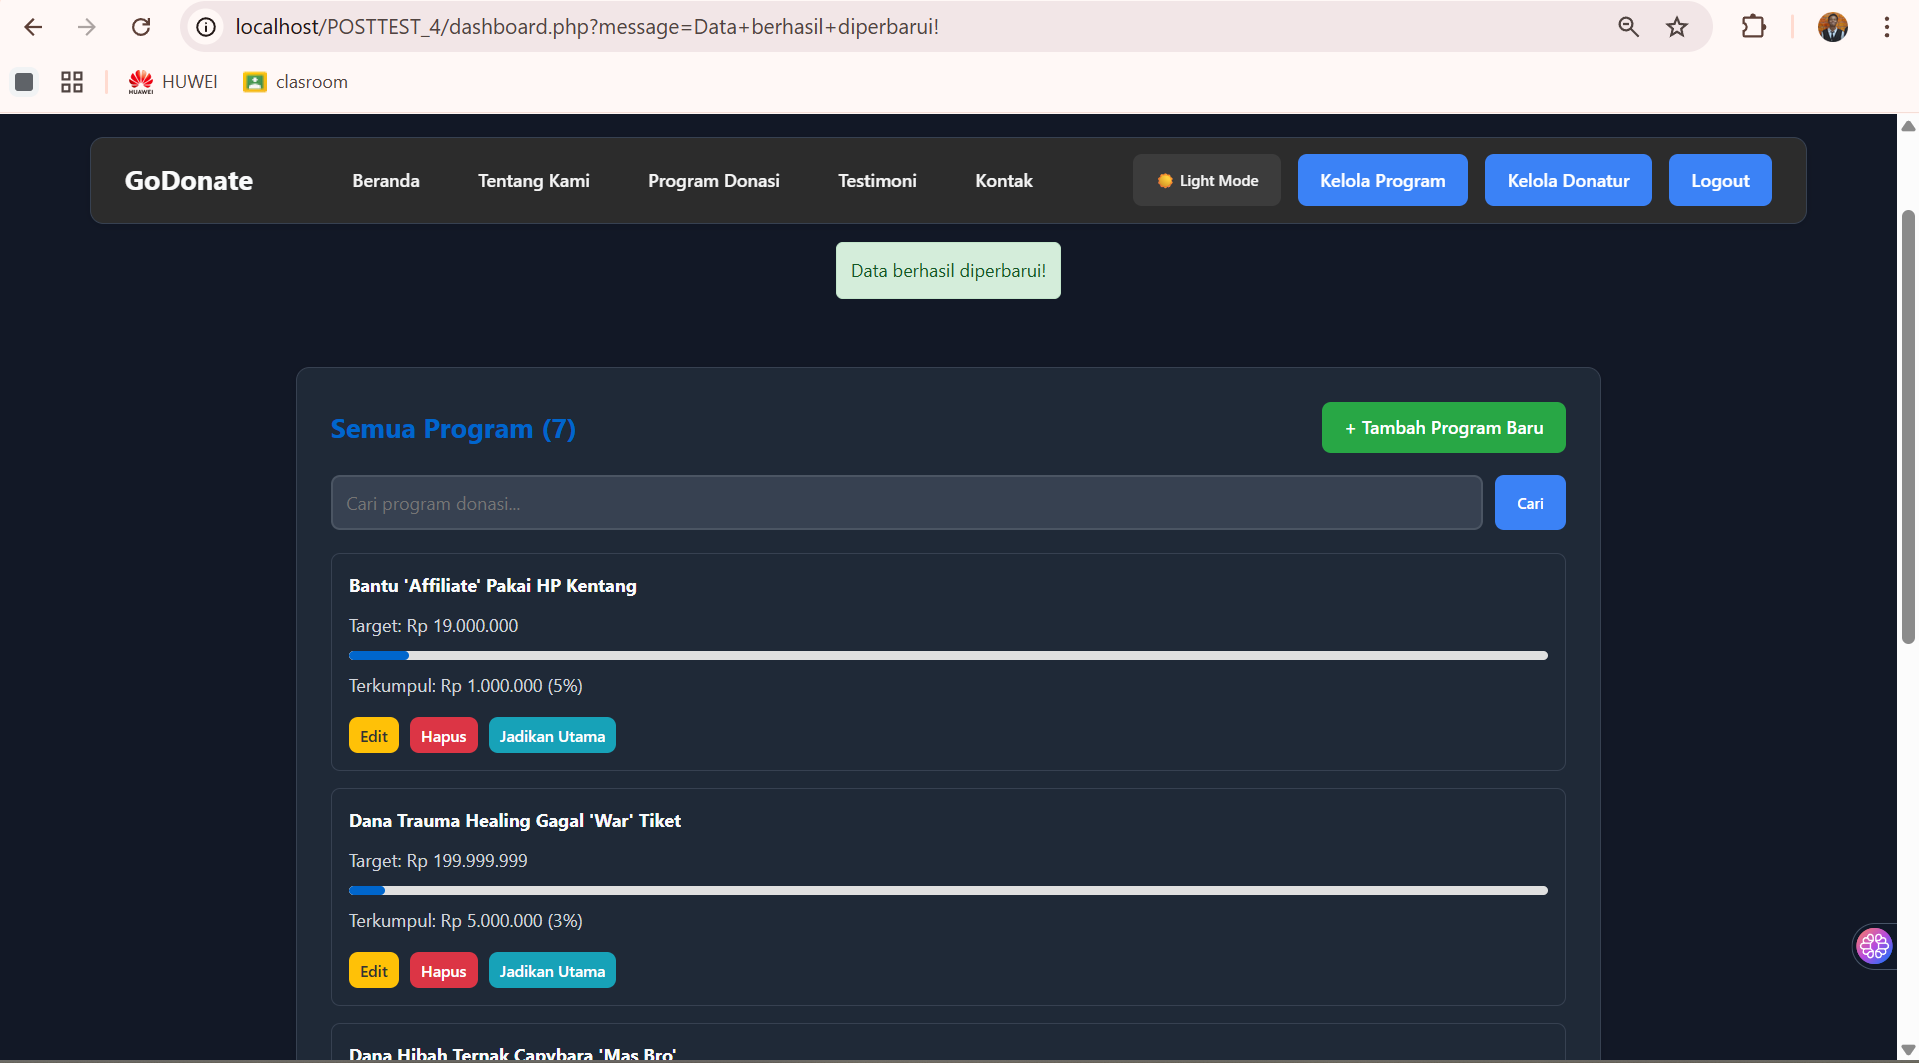 localhost/POSTTEST_4/dashboard.php?message=Data+berhasil+diperbarui!
HUAWEI HUWEI clasroom
GoDonate Beranda Tentang Kami Program Donasi Testimoni Kontak Light Mode Kelola Program Kelola Donatur Logout
Data berhasil diperbarui!
Semua Program (7) + Tambah Program Baru
Cari program donasi... Cari
Bantu 'Affiliate' Pakai HP Kentang
Target: Rp 19.000.000
Terkumpul: Rp 1.000.000 (5%)
Edit Hapus Jadikan Utama
Dana Trauma Healing Gagal 'War' Tiket
Target: Rp 199.999.999
Terkumpul: Rp 5.000.000 (3%)
Edit Hapus Jadikan Utama
Dana Hibah Ternak Capybara 'Mas Bro'